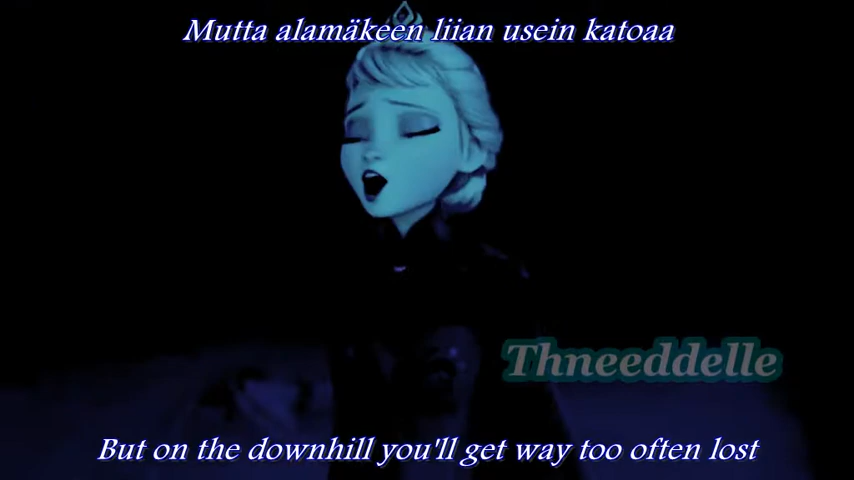 Mutta alamäkeen liian usein katoaa
Thneeddelle
But on the downhill you'll get way too often lost